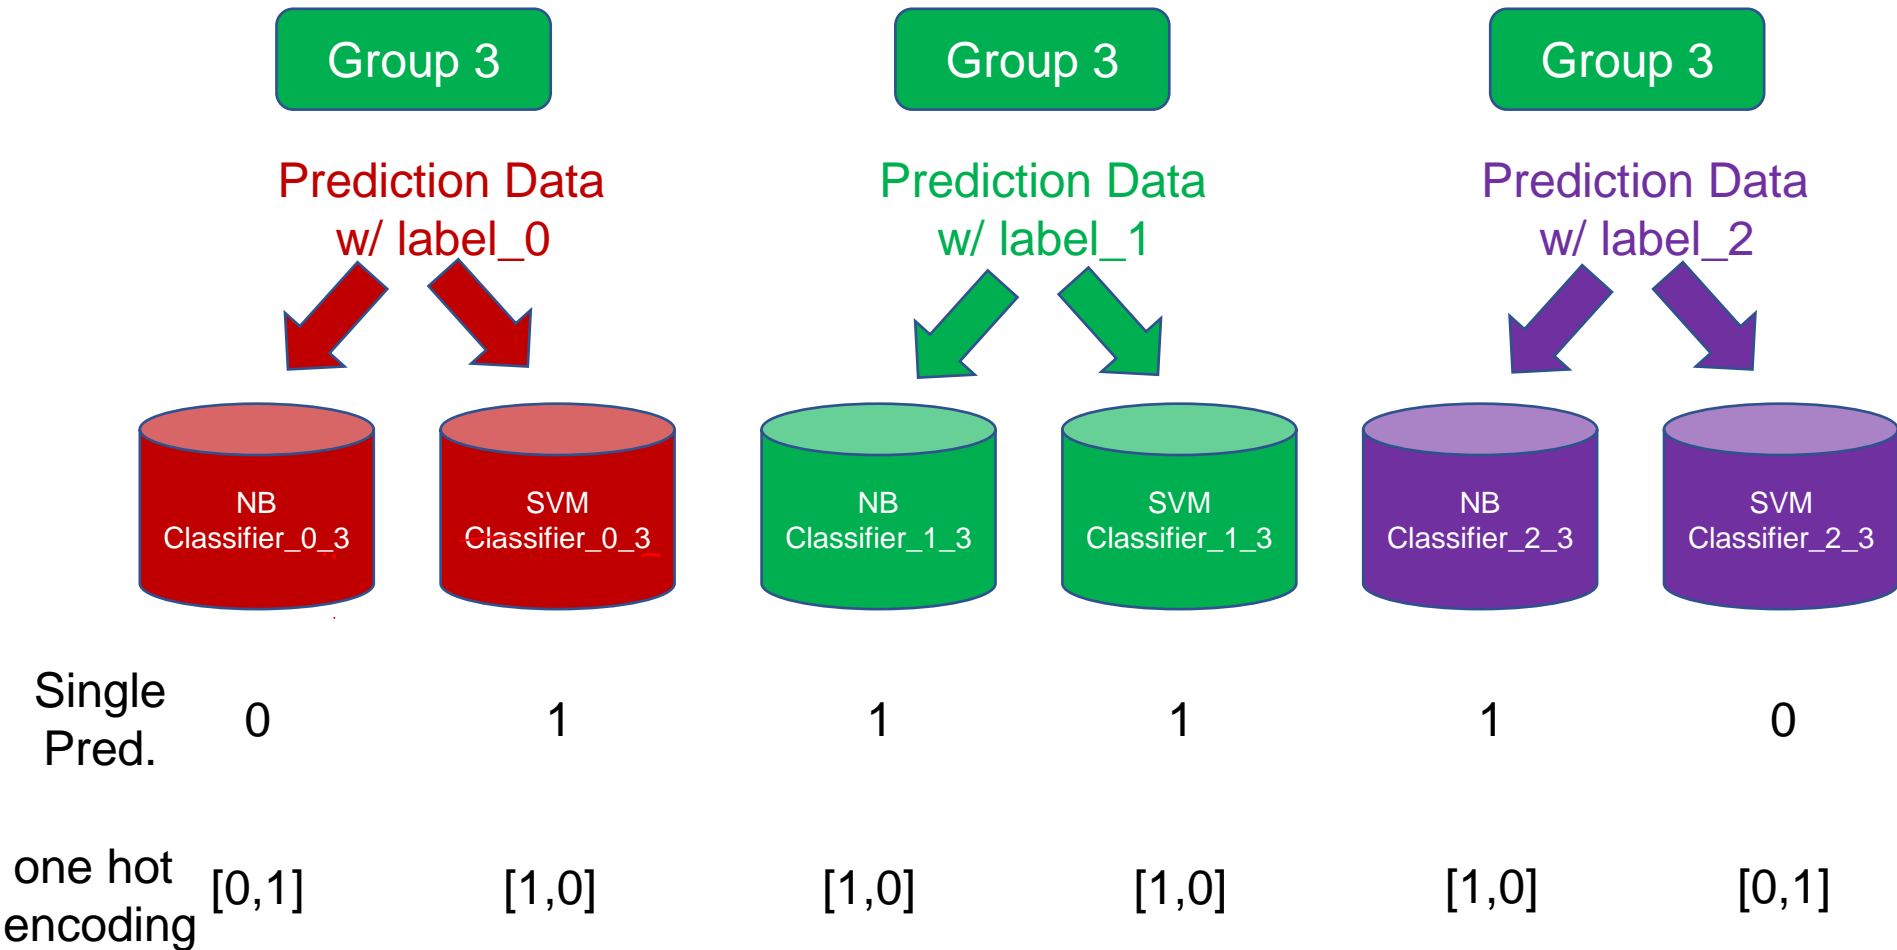 Group 3
Group 3
Group 3
Prediction Data
w/ label_0
Prediction Data
w/ label_1
Prediction Data
w/ label_2
NB
Classifier_0_3
SVM
Classifier_0_3
NB
Classifier_1_3
SVM
Classifier_1_3
NB
Classifier_2_3
SVM
Classifier_2_3
Single
Pred.
0
1
1
1
1
0
one hot
encoding
[0,1]
[1,0]
[1,0]
[1,0]
[1,0]
[0,1]